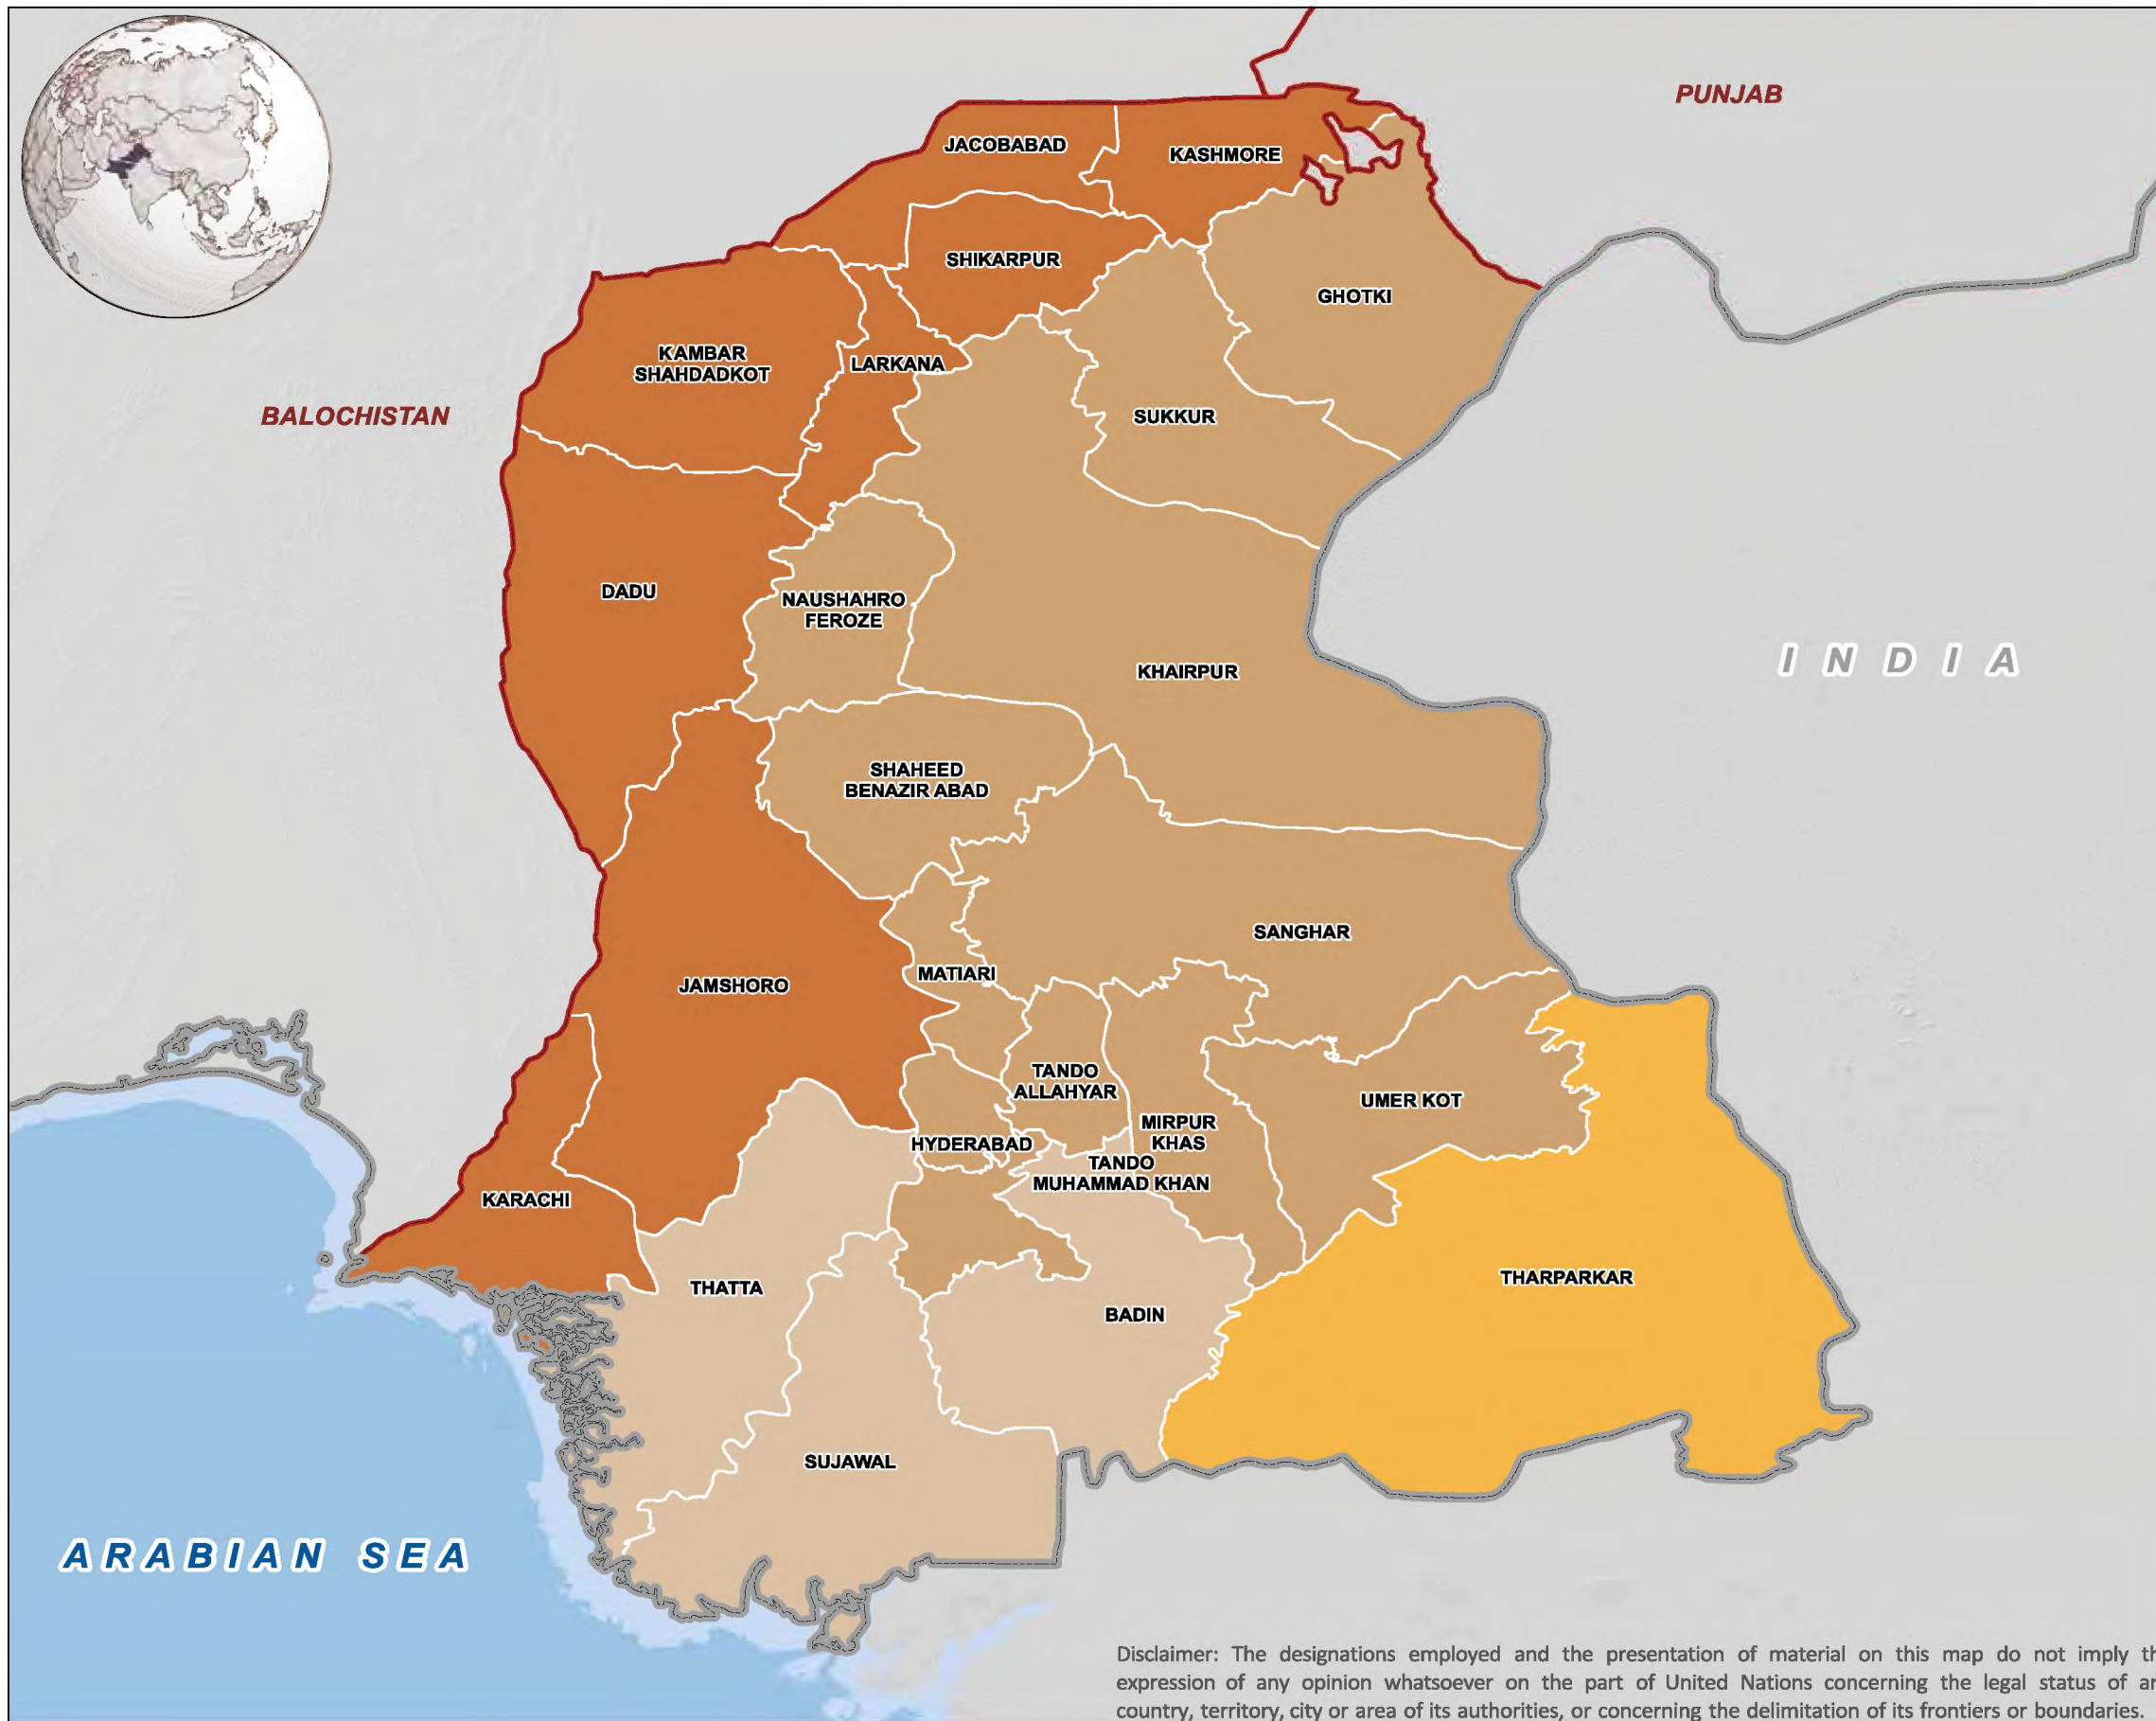 PUNJAB
JACOBABAD
KASHMORE
SHIKARPUR
GHOTKI
KAMBAR
SHAHDADKOT
LARKANA
BALOCHISTAN
SUKKUR
DADU
NAUSHAHRO
FEROZE
KHAIRPUR
INDIA
SHAHEED
BENAZIR ABAD
SANGHAR
MATIARI
JAMSHORO
TANDO
ALLAHYAR
UMER KOT
MIRPUR
KHAS
HYDERABAD
TANDO
MUHAMMAD KHAN
KARACHI
THARPARKAR
THATTA
BADIN
SUJAWAL
ARABIAN SEA
Disclaimer: The designations employed and the presentation of material on this map do not imply th
expression of any opinion whatsoever on the part of United Nations concerning the legal status of an
country, territory, city or area of its authorities, or concerning the delimitation of its frontiers or boundaries.